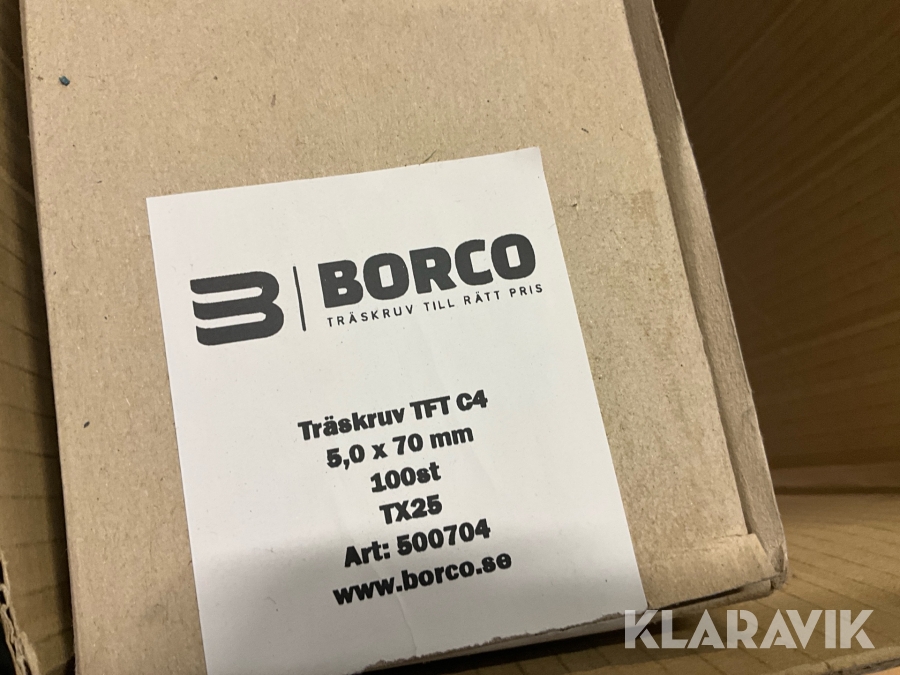 BORCO
TRÄSKRUV TILL RÄTT PRIS
Träskruv TFT C4
5,0 x 70 mm
100st
TX25
Art: 500704
www.borco.se
KLARAVIK